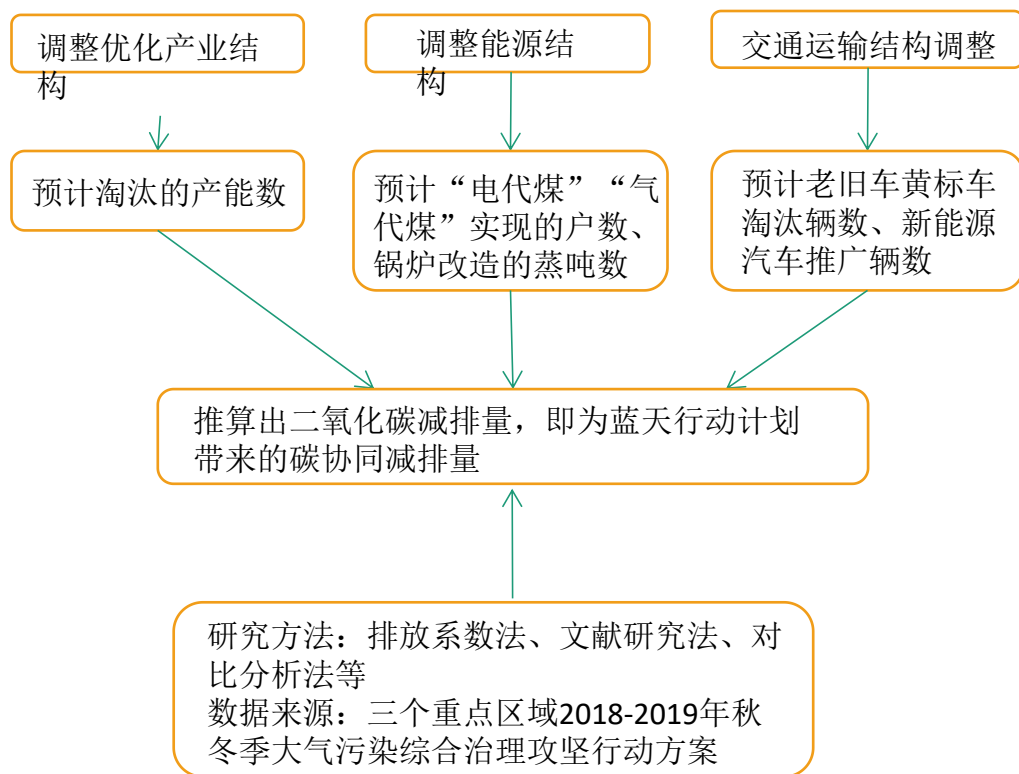 调整优化产业结
构
调整能源结
构
交通运输结构调整
预计淘汰的产能数
预计“电代煤”“气
代煤”实现的户数、
锅炉改造的蒸吨数
预计老旧车黄标车
淘汰辆数、新能源
汽车推广辆数
推算出二氧化碳减排量，即为蓝天行动计划
带来的碳协同减排量
研究方法：排放系数法、文献研究法、对
比分析法等
数据来源：三个重点区域2018-2019年秋
冬季大气污染综合治理攻坚行动方案